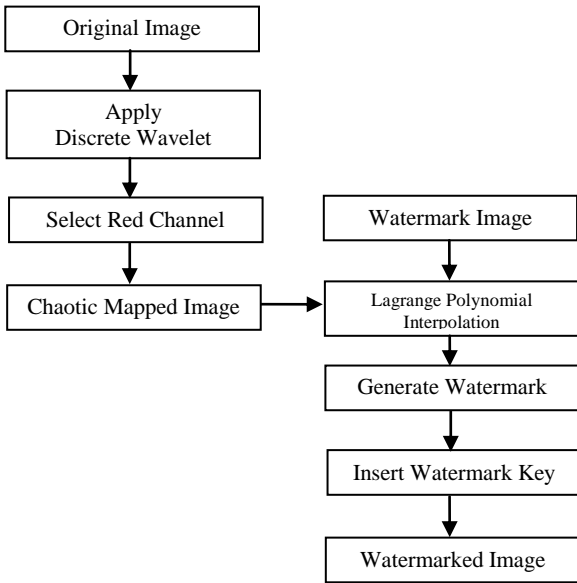 Original Image
Apply
Discrete Wavelet
Select Red Channel
Chaotic Mapped Image
Watermark Image
Lagrange Polynomial
Interpolation
Generate Watermark
Insert Watermark Key
Watermarked Image